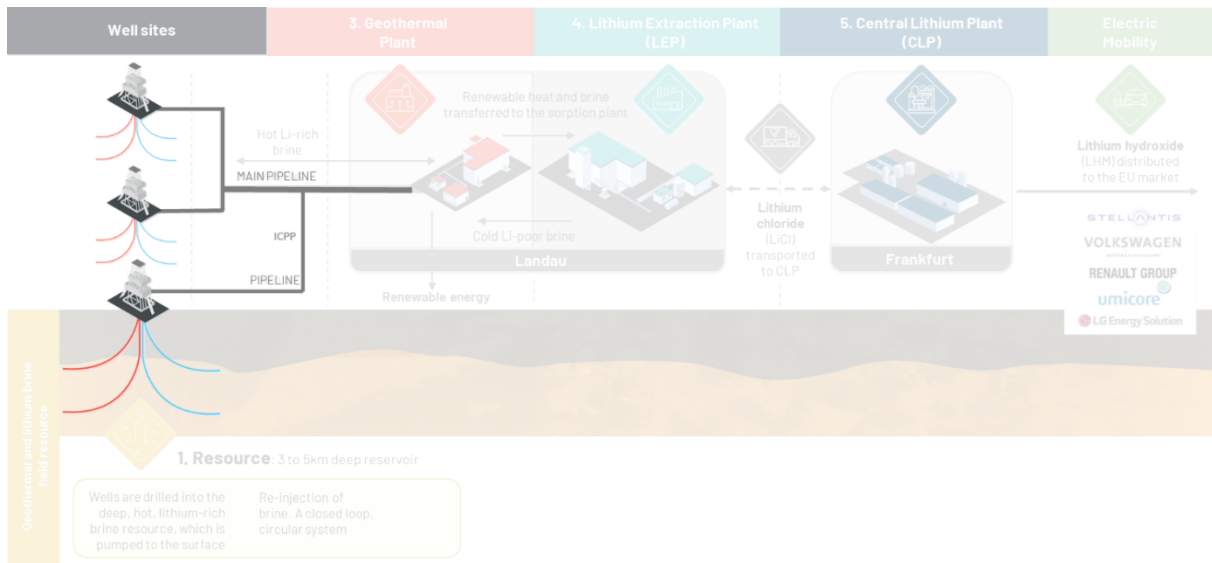 Well sites
3. Geothermal
Plant
4. Lithium Extraction Plant
(LEP)
5. Central Lithium Plant
(CLP)
Electric
Mobility
Renewable heat and brine
transferred to the sorption plant
Hot Li-rich
brine
MAIN PIPELINE
ICPP
PIPELINE
Cold Li-poor brine
Landau
Renewable energy
Lithium
chloride
(LiCl)
transported
to CLP
Frankfurt
Lithium hydroxide
(LHM) distributed
to the EU market
STELLANTIS
VOLKSWAGEN
RENAULT GROUP
umicore
LG Energy Solution
Geothermal and lithium brine
field resource
1. Resource: 3 to 5km deep reservoir
Wells are drilled into the
deep, hot, lithium-rich
brine resource, which is
pumped to the surface
Re-injection of
brine. A closed loop,
circular system